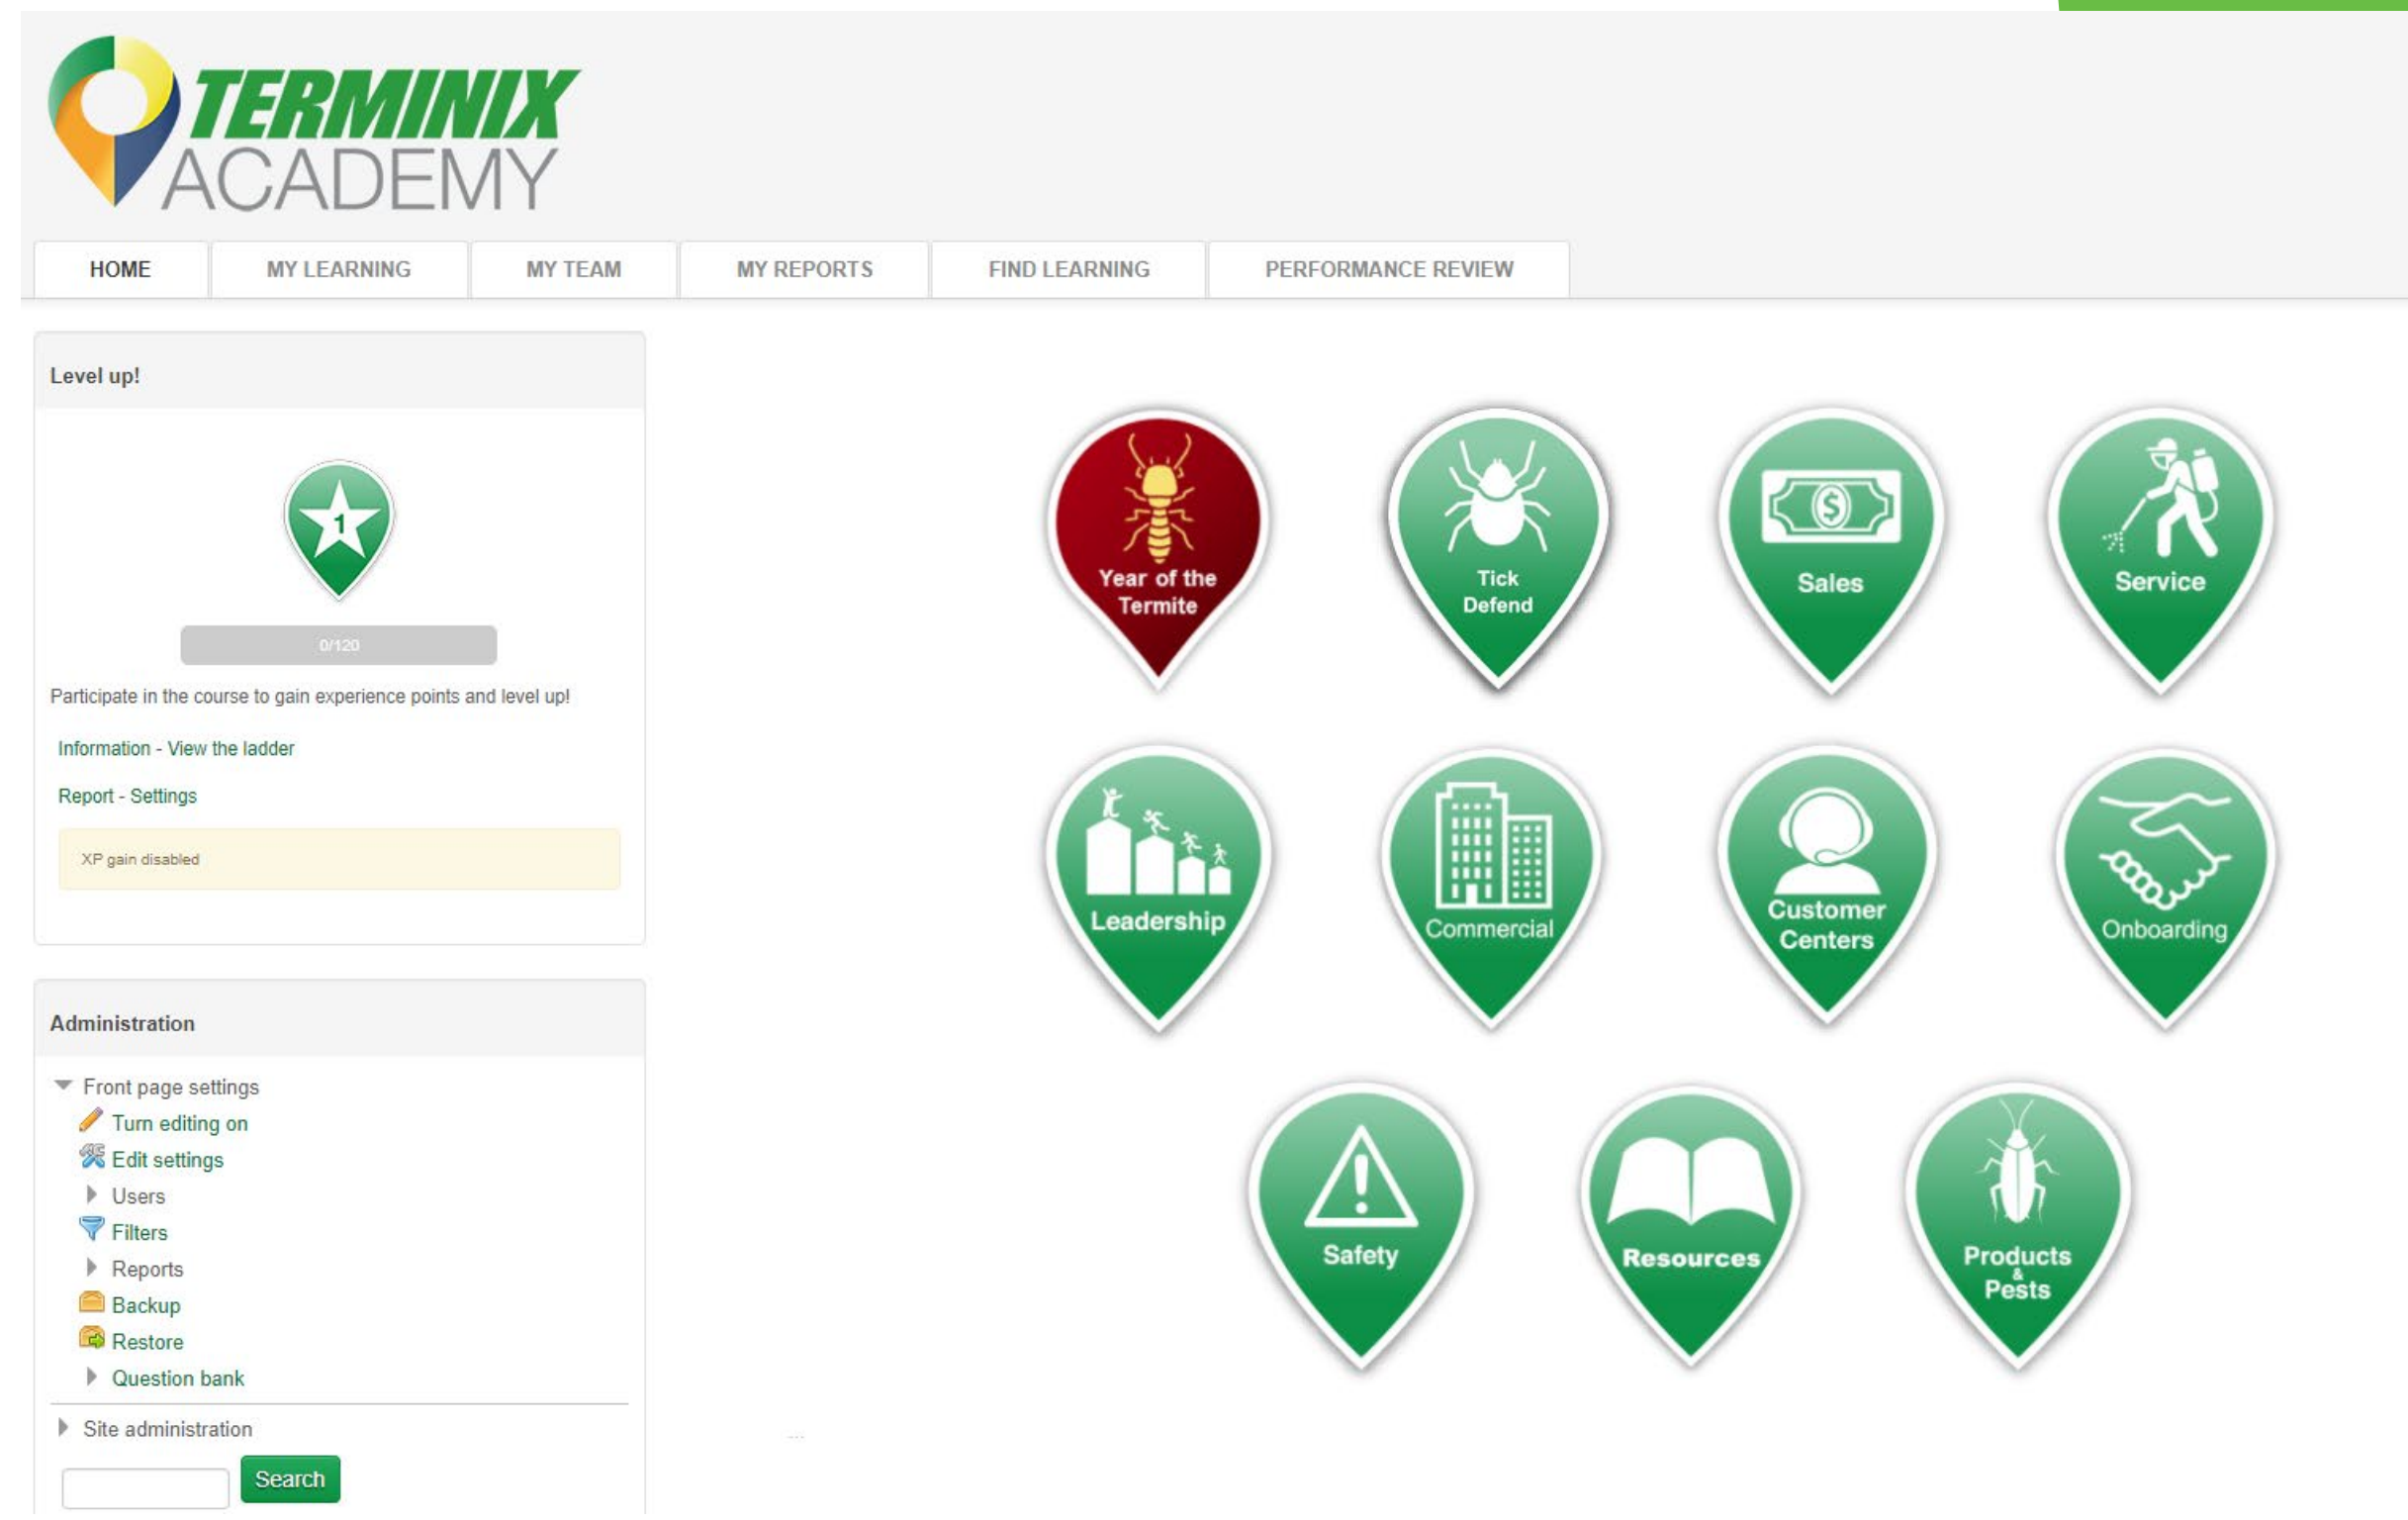 TERMINIX
ACADEMY
HOME
MY LEARNING
MY TEAM
MY REPORTS
FIND LEARNING
PERFORMANCE REVIEW
Level up!
1
0/120
Participate in the course to gain experience points and level up!
Information - View the ladder
Report - Settings
XP gain disabled
Administration
Front page settings
Turn editing on
Edit settings
Users
Filters
Reports
Backup
Restore
Question bank
Site administration
Search
Year of the
Termite
Tick
Defend
$
Sales
Service
Leadership
Commercial
Customer
Centers
Onboarding
!
Safety
Resources
Products
&
Pests
...